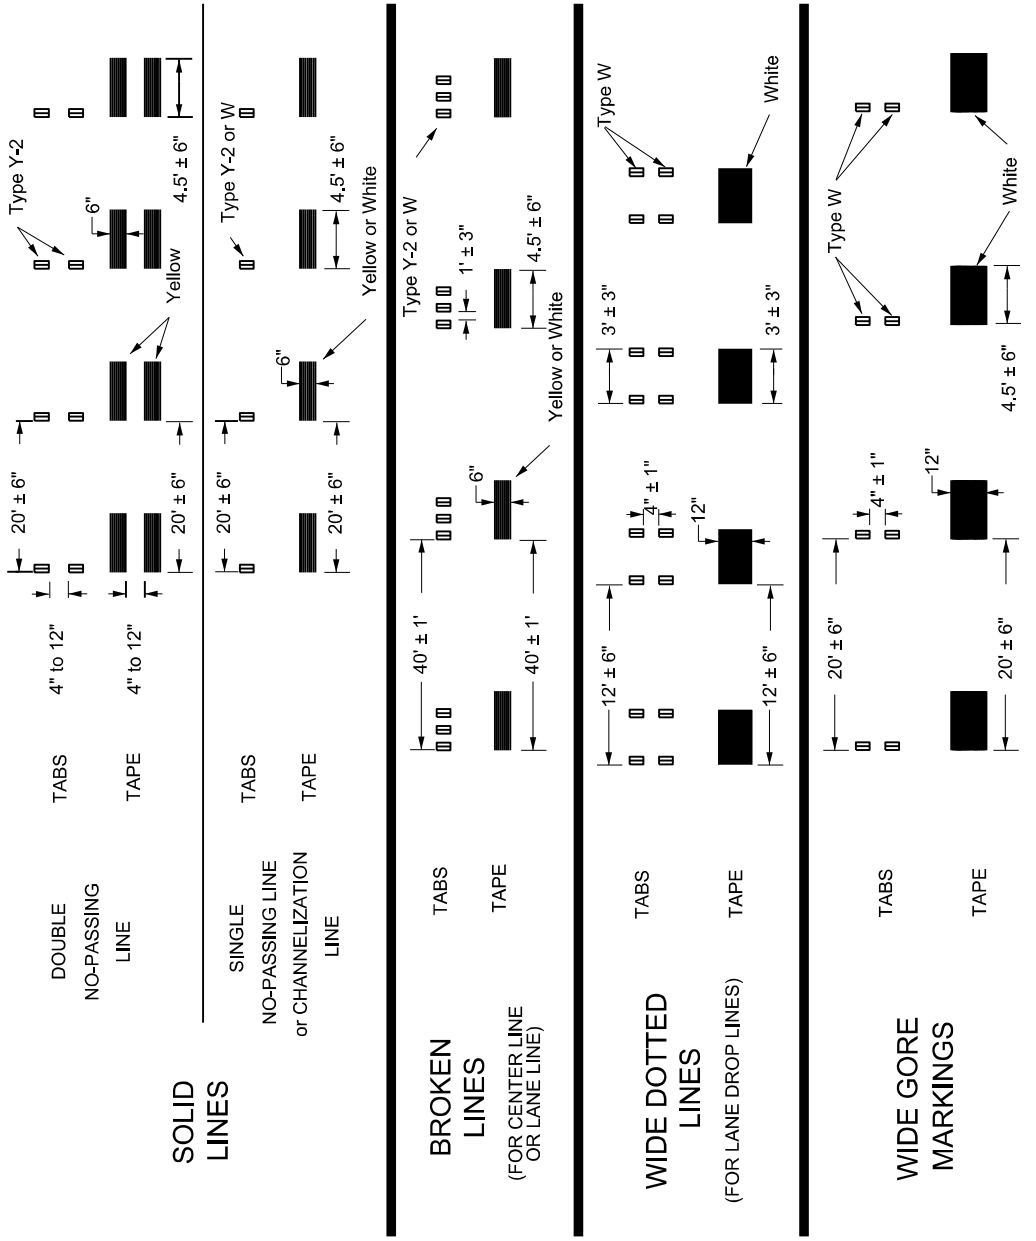 SOLID
LINES
DOUBLE
NO-PASSING
LINE
TABS
20' ± 6"
4" to 12"
Type Y-2
TAPE
20' ± 6"
4" to 12"
6"
Yellow
4.5' ± 6"
SINGLE
NO-PASSING LINE
or CHANNELIZATION
LINE
TABS
20' ± 6"
Type Y-2 or W
TAPE
20' ± 6"
6"
4.5' ± 6"
Yellow or White
BROKEN
LINES
(FOR CENTER LINE
OR LANE LINE)
TABS
40' ± 1'
1' ± 3"
Type Y-2 or W
TAPE
40' ± 1'
6"
4.5' ± 6"
Yellow or White
WIDE DOTTED
LINES
(FOR LANE DROP LINES)
TABS
12' ± 6"
4" ± 1"
3' ± 3"
Type W
TAPE
12' ± 6"
12"
3' ± 3"
White
WIDE GORE
MARKINGS
TABS
20' ± 6"
4" ± 1"
Type W
TAPE
20' ± 6"
12"
4.5' ± 6"
White